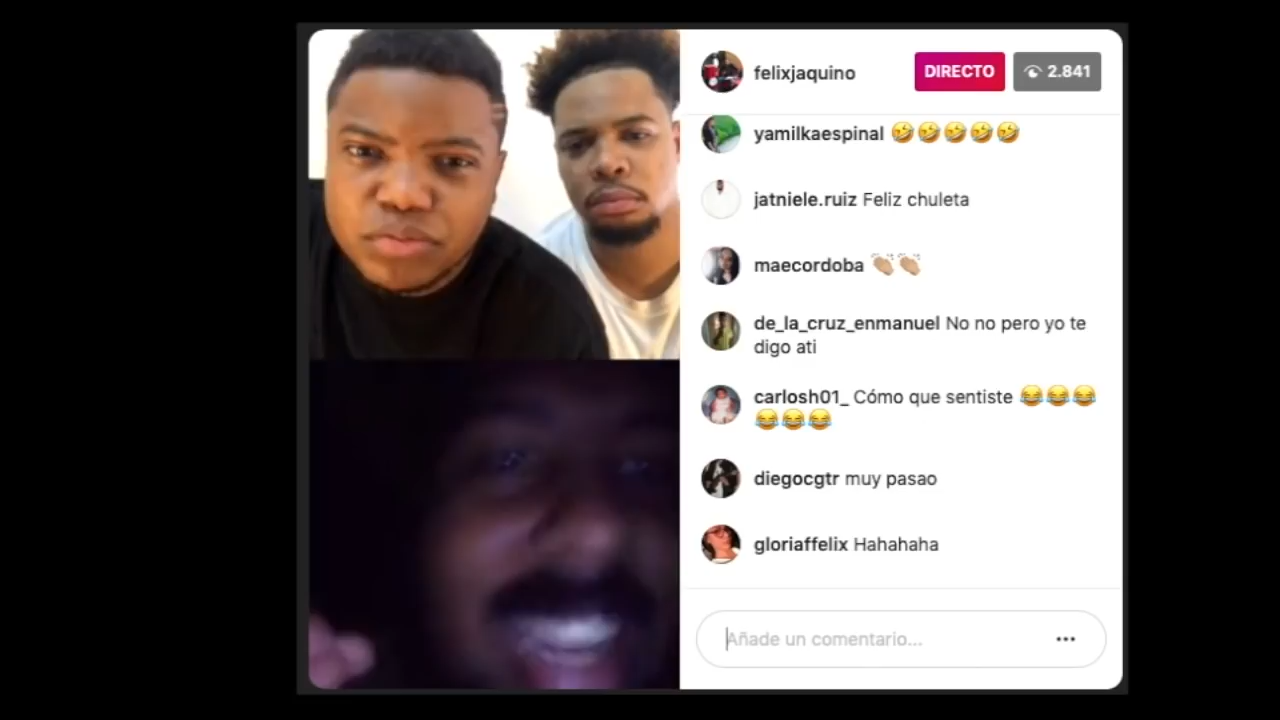 felixjaquino DIRECTO 2.841
yamilkaespinal 🤣🤣🤣🤣🤣
jatniele.ruiz Feliz chuleta
maecordoba 👏🏼👏🏼
de_la_cruz_enmanuel No no pero yo te
digo ati
carlosh01_ Cómo que sentiste 😂😂😂
😂😂😂
diegocgtr muy pasao
gloriaffelix Hahahaha
Añade un comentario...